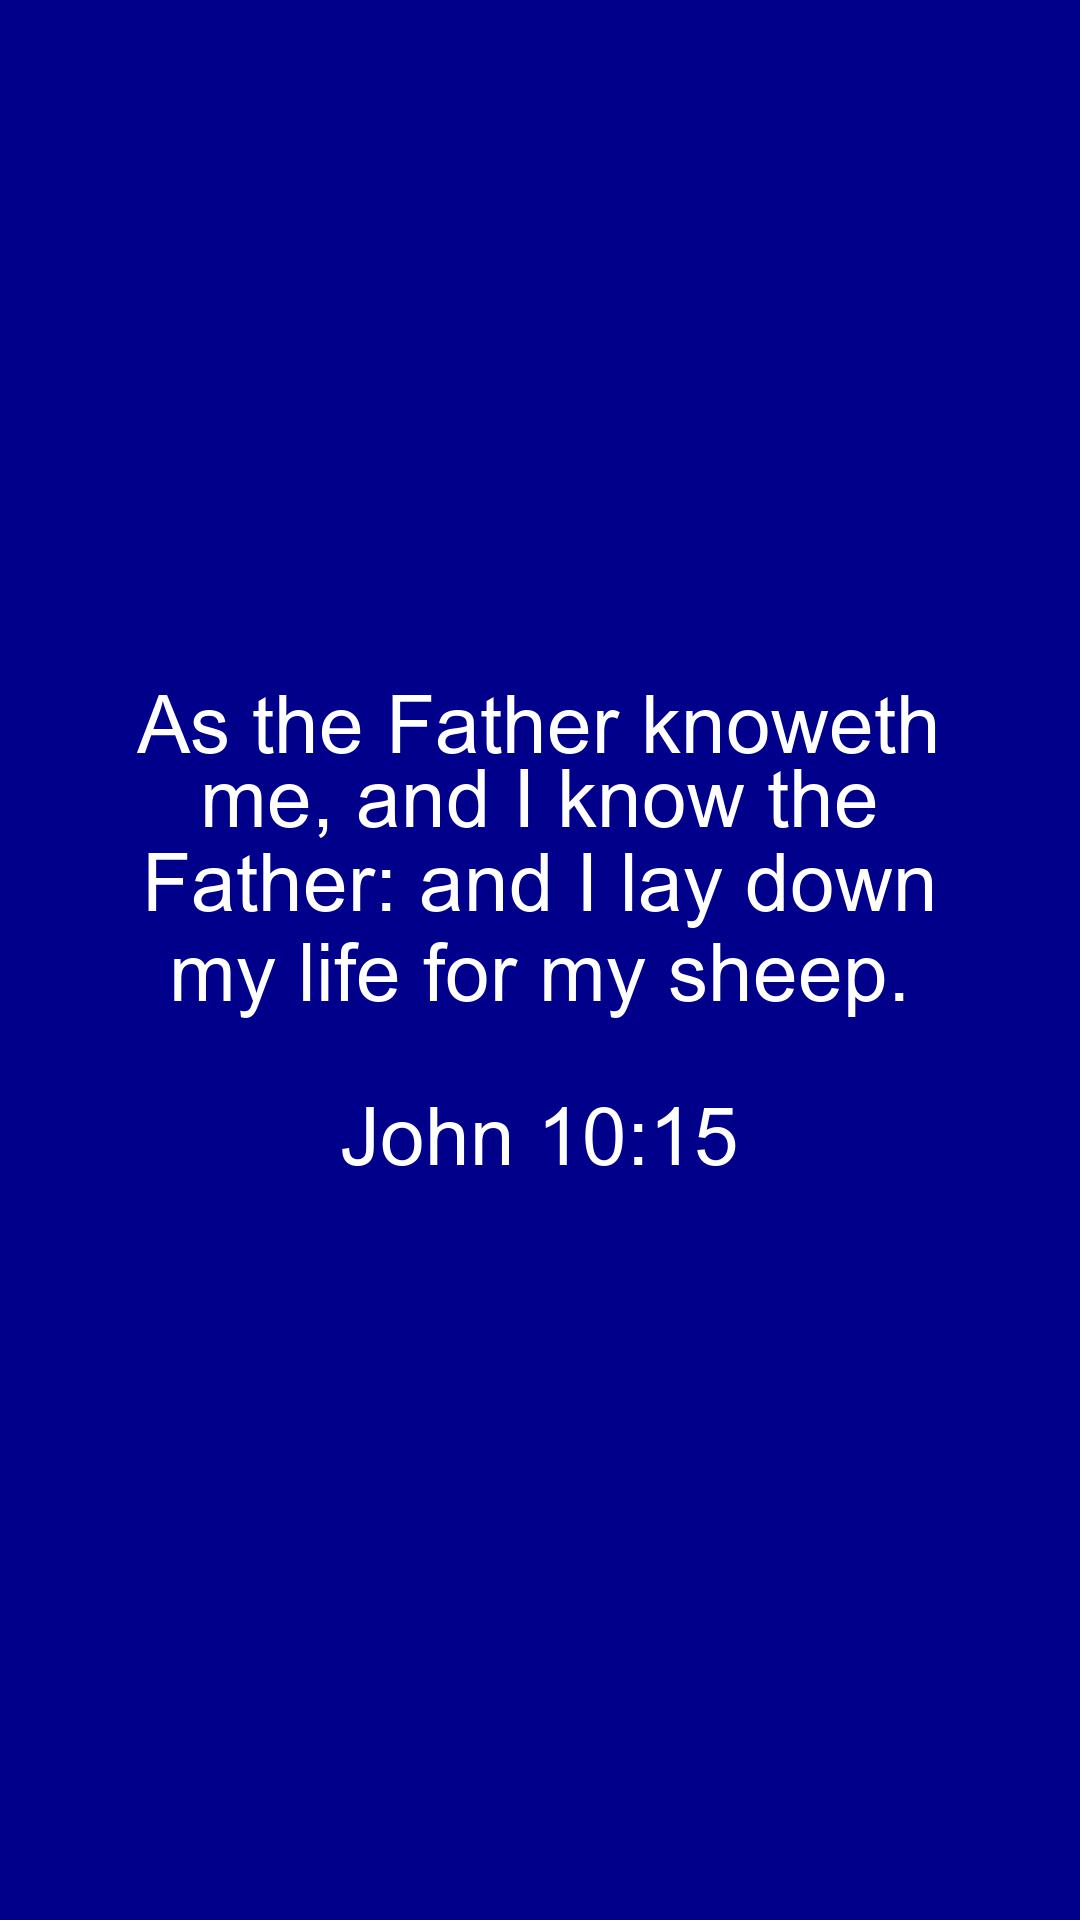 As the Father knoweth
me, and I know the
Father: and I lay down
my life for my sheep.
John 10:15